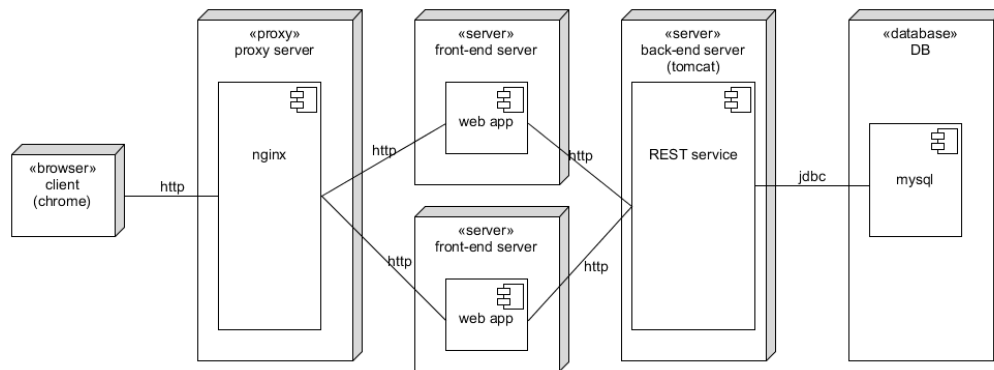 «proxy»
proxy server
nginx
«server»
front-end server
web app
«server»
back-end server
(tomcat)
REST service
«database»
DB
mysql
«browser»
client
(chrome)
http
http
http
jdbc
«server»
front-end server
web app
http
http